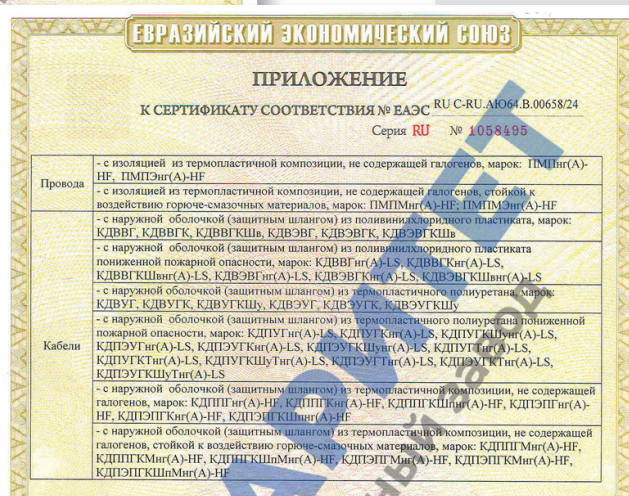 ЕВРАЗИЙСКИЙ ЭКОНОМИЧЕСКИЙ СОЮЗ
ПРИЛОЖЕНИЕ
К СЕРТИФИКАТУ СООТВЕТСТВИЯ № ЕАЭС RU C-RU.АЮ64.В.00658/24
Серия RU № 1058495
Провода
- с изоляцией из термопластичной композиции, не содержащей галогенов, марок: ПМПнг(А)-
HF, ПМПЭнг(А)-HF
- с изоляцией из термопластичной композиции, не содержащей галогенов, стойкой к
воздействию горюче-смазочных материалов, марок: ПМПМнг(А)-HF; ПМПМЭнг(А)-HF
Кабели
- с наружной оболочкой (защитным шлангом) из поливинилхлоридного пластиката, марок:
КДВВГ, КДВВГК, КДВВГКШв, КДВЭВГ, КДВЭВГК, КДВЭВГКШв
- с наружной оболочкой (защитным шлангом) из поливинилхлоридного пластиката
пониженной пожарной опасности, марок: КДВВГнг(А)-LS, КДВВГКнг(А)-LS,
КДВВГКШвнг(А)-LS, КДВЭВГнг(А)-LS, КДВЭВГКнг(А)-LS, КДВЭВГКШвнг(А)-LS
- с наружной оболочкой (защитным шлангом) из термопластичного полиуретана, марок:
КДВУГ, КДВУГК, КДВУГКШу, КДВЭУГ, КДВЭУГК, КДВЭУГКШу
- с наружной оболочкой (защитным шлангом) из термопластичного полиуретана пониженной
пожарной опасности, марок: КДПУГнг(А)-LS, КДПУГКнг(А)-LS, КДПУГКШунг(А)-LS,
КДПЭУГнг(А)-LS, КДПЭУГКнг(А)-LS, КДПЭУГКШунг(А)-LS, КДПУГТнг(А)-LS,
КДПУГКТнг(А)-LS, КДПУГКШуТнг(А)-LS, КДПЭУГТнг(А)-LS, КДПЭУГКТнг(А)-LS,
КДПЭУГКШуТнг(А)-LS
- с наружной оболочкой (защитным шлангом) из термопластичной композиции, не содержащей
галогенов, марок: КДППГнг(А)-HF, КДППГКнг(А)-HF, КДППГКШпнг(А)-HF, КДПЭПГнг(А)-
HF, КДПЭПГКнг(А)-HF, КДПЭПГКШпнг(А)-HF
- с наружной оболочкой (защитным шлангом) из термопластичной композиции, не содержащей
галогенов, стойкой к воздействию горюче-смазочных материалов, марок: КДППГМнг(А)-HF,
КДППГКМнг(А)-HF, КДППГКШпМнг(А)-HF, КДПЭПГМнг(А)-HF, КДПЭПГКМнг(А)-HF,
КДПЭПГКШпМнг(А)-HF
завод